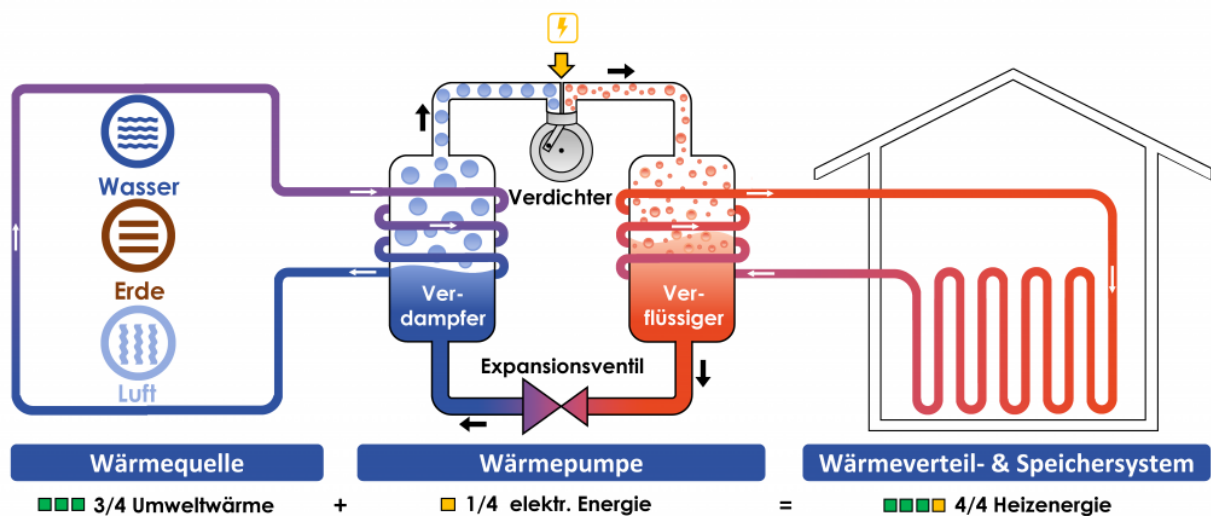 Wasser
Erde
Luft
Verdichter
Ver-
dampfer
Ver-
flüssiger
Expansionsventil
Wärmequelle
Wärmepumpe
Wärmeverteil- & Speichersystem
3/4 Umweltwärme + 1/4 elektr. Energie = 4/4 Heizenergie